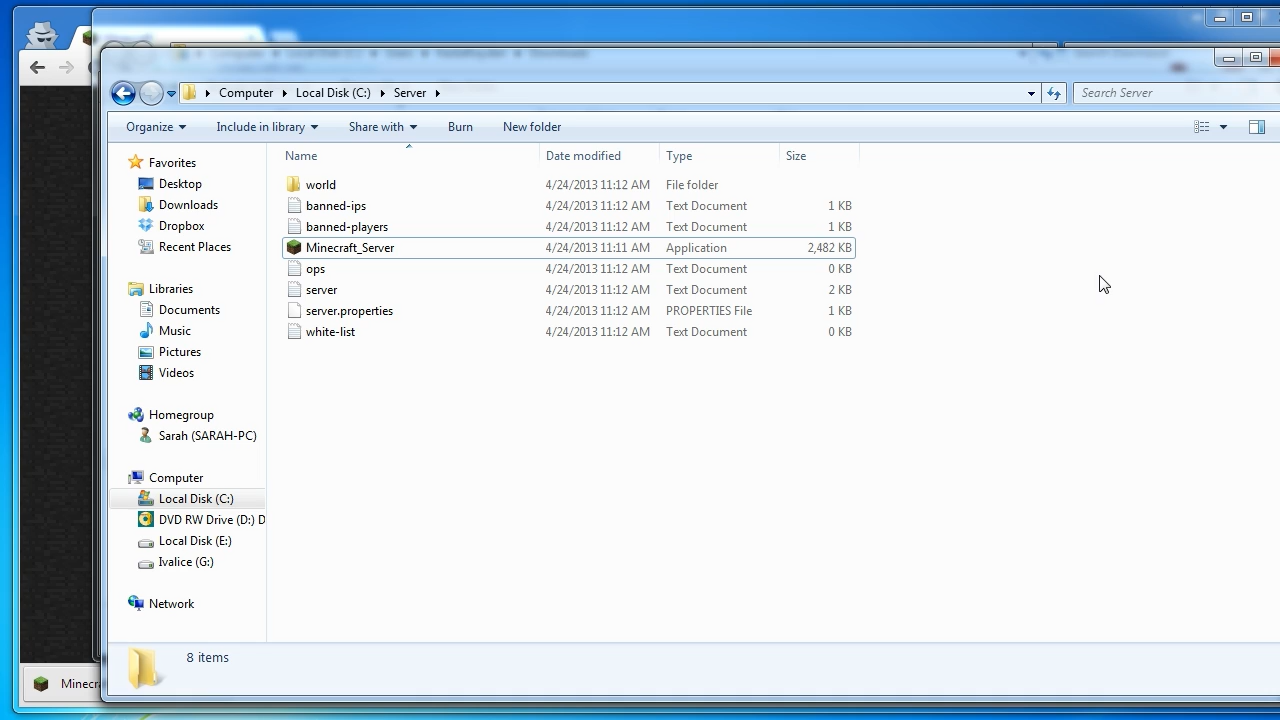 Computer Local Disk (C:) Server Search Server
Organize Include in library Share with Burn New folder
Name Date modified Type Size
world 4/24/2013 11:12 AM File folder
banned-ips 4/24/2013 11:12 AM Text Document 1 KB
banned-players 4/24/2013 11:12 AM Text Document 1 KB
Minecraft_Server 4/24/2013 11:11 AM Application 2,482 KB
ops 4/24/2013 11:12 AM Text Document 0 KB
server 4/24/2013 11:12 AM Text Document 2 KB
server.properties 4/24/2013 11:12 AM PROPERTIES File 1 KB
white-list 4/24/2013 11:12 AM Text Document 0 KB
Favorites
Desktop
Downloads
Dropbox
Recent Places
Libraries
Documents
Music
Pictures
Videos
Homegroup
Sarah (SARAH-PC)
Computer
Local Disk (C:)
DVD RW Drive (D:) D
Local Disk (E:)
Ivalice (G:)
Network
8 items
Minecra